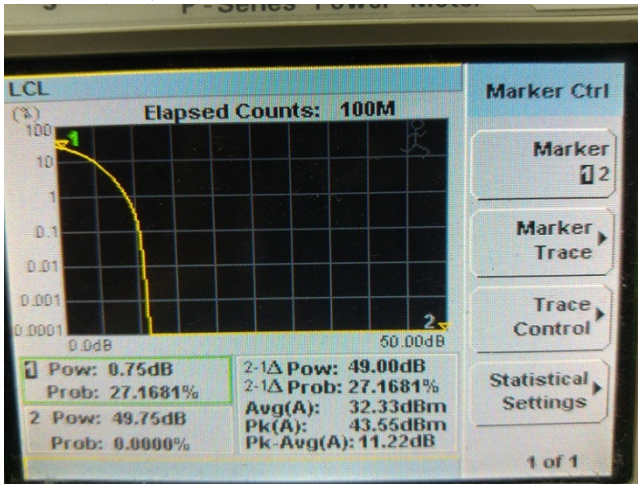 P-Series Power Meter
LCL
Marker Ctrl
(%)
Elapsed Counts: 100M
100
1
10
1
0.1
0.01
0.001
0.0001
2
0.0dB
50.00dB
Marker
1 2
Marker
Trace
Trace
Control
Statistical
Settings
1 of 1
1 Pow: 0.75dB
Prob: 27.1681%
2 Pow: 49.75dB
Prob: 0.0000%
2-1Δ Pow: 49.00dB
2-1Δ Prob: 27.1681%
Avg(A): 32.33dBm
Pk(A): 43.55dBm
Pk-Avg(A): 11.22dB